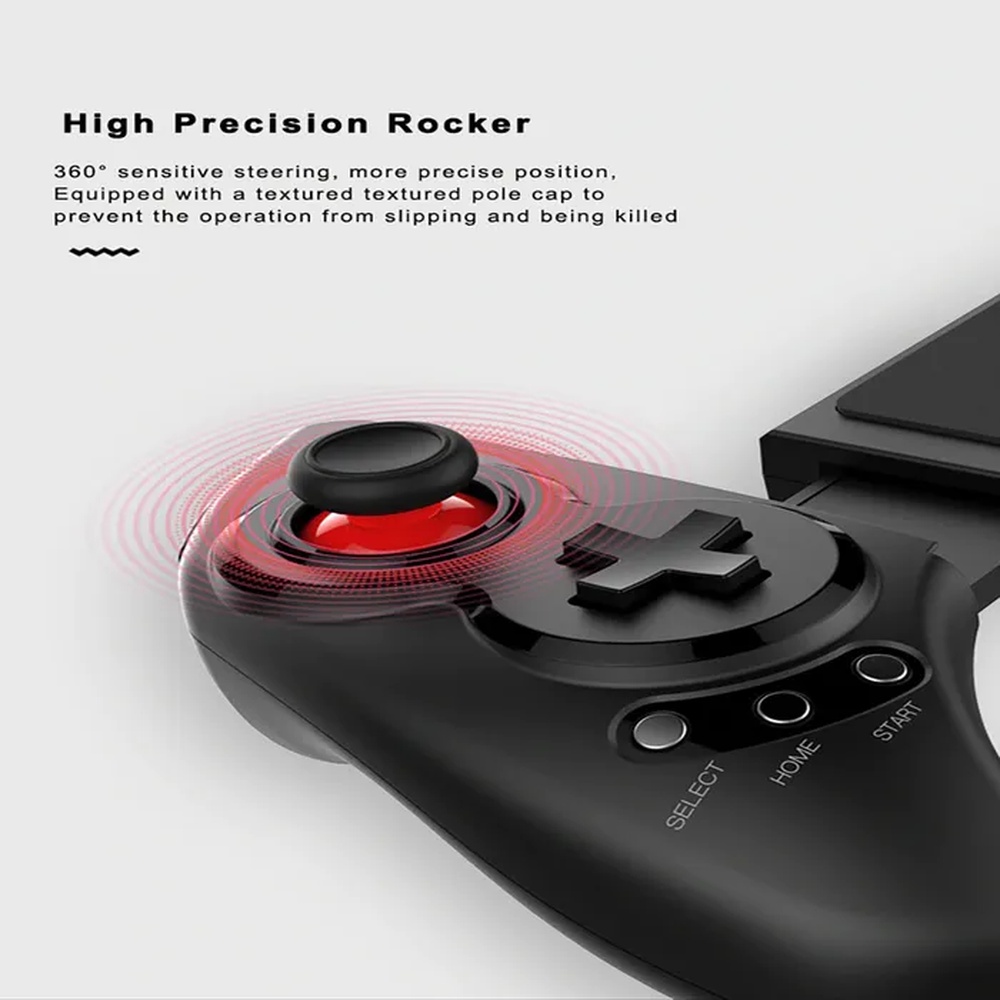 High Precision Rocker
360° sensitive steering, more precise position,
Equipped with a textured textured pole cap to
prevent the operation from slipping and being killed
SELECT
HOME
START